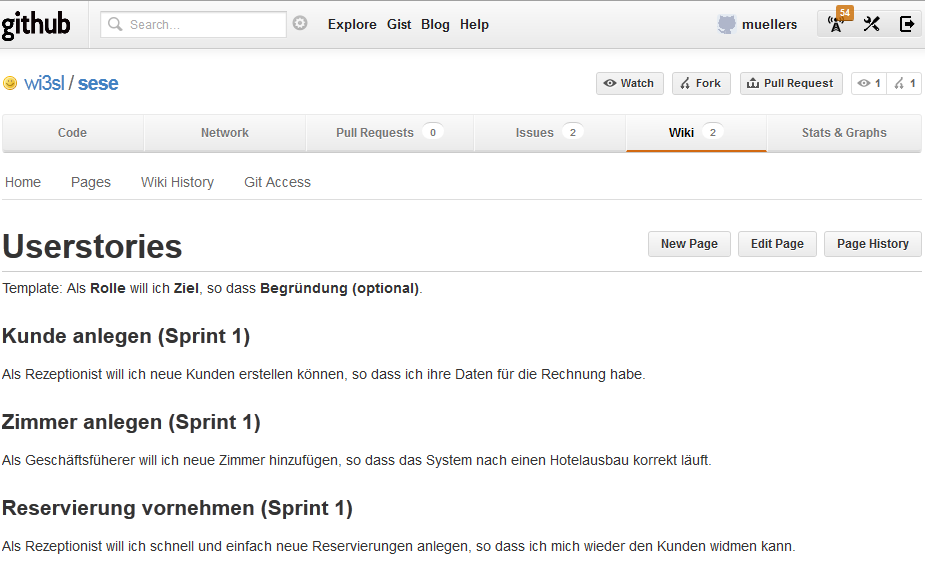 github Search... Explore Gist Blog Help muellers 54
wi3sl / sese Watch Fork Pull Request 1 1
Code Network Pull Requests 0 Issues 2 Wiki 2 Stats & Graphs
Home Pages Wiki History Git Access
Userstories New Page Edit Page Page History
Template: Als Rolle will ich Ziel, so dass Begründung (optional).
Kunde anlegen (Sprint 1)
Als Rezeptionist will ich neue Kunden erstellen können, so dass ich ihre Daten für die Rechnung habe.
Zimmer anlegen (Sprint 1)
Als Geschäftsfüherer will ich neue Zimmer hinzufügen, so dass das System nach einen Hotelausbau korrekt läuft.
Reservierung vornehmen (Sprint 1)
Als Rezeptionist will ich schnell und einfach neue Reservierungen anlegen, so dass ich mich wieder den Kunden widmen kann.